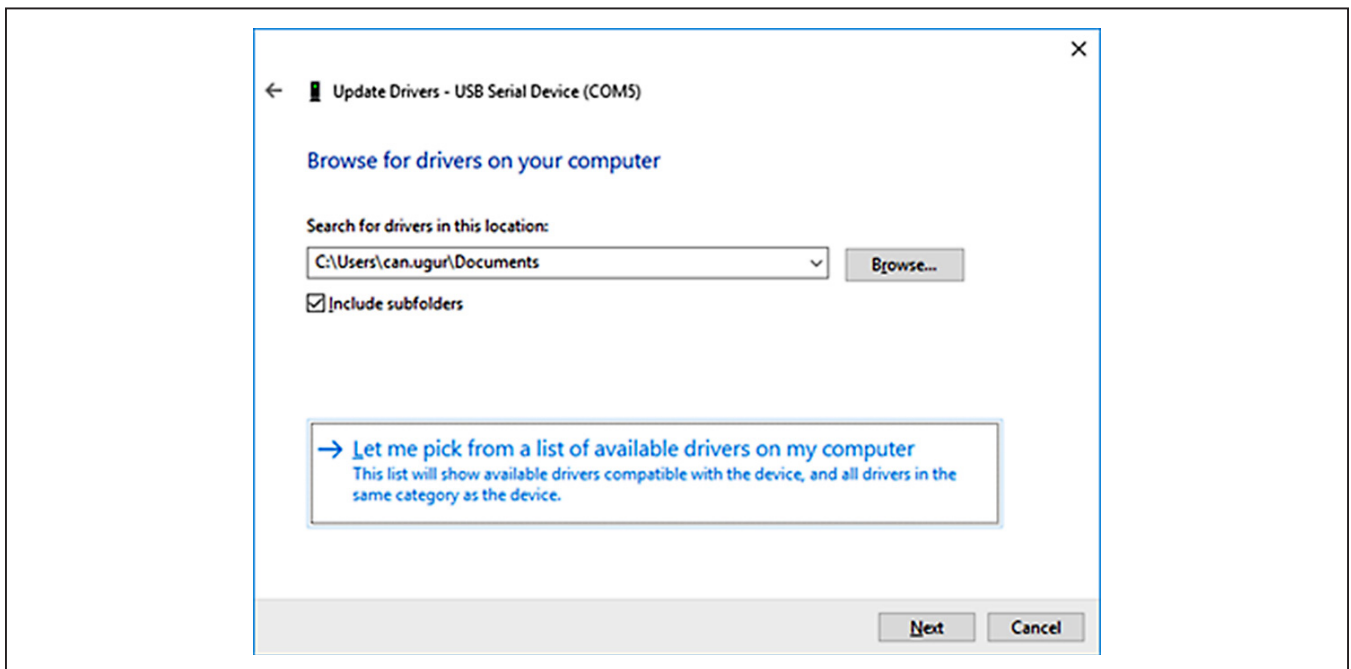 Update Drivers - USB Serial Device (COM5)
Browse for drivers on your computer
Search for drivers in this location:
C:\Users\can.ugur\Documents
Browse...
Include subfolders
Let me pick from a list of available drivers on my computer
This list will show available drivers compatible with the device, and all drivers in the
same category as the device.
Next
Cancel